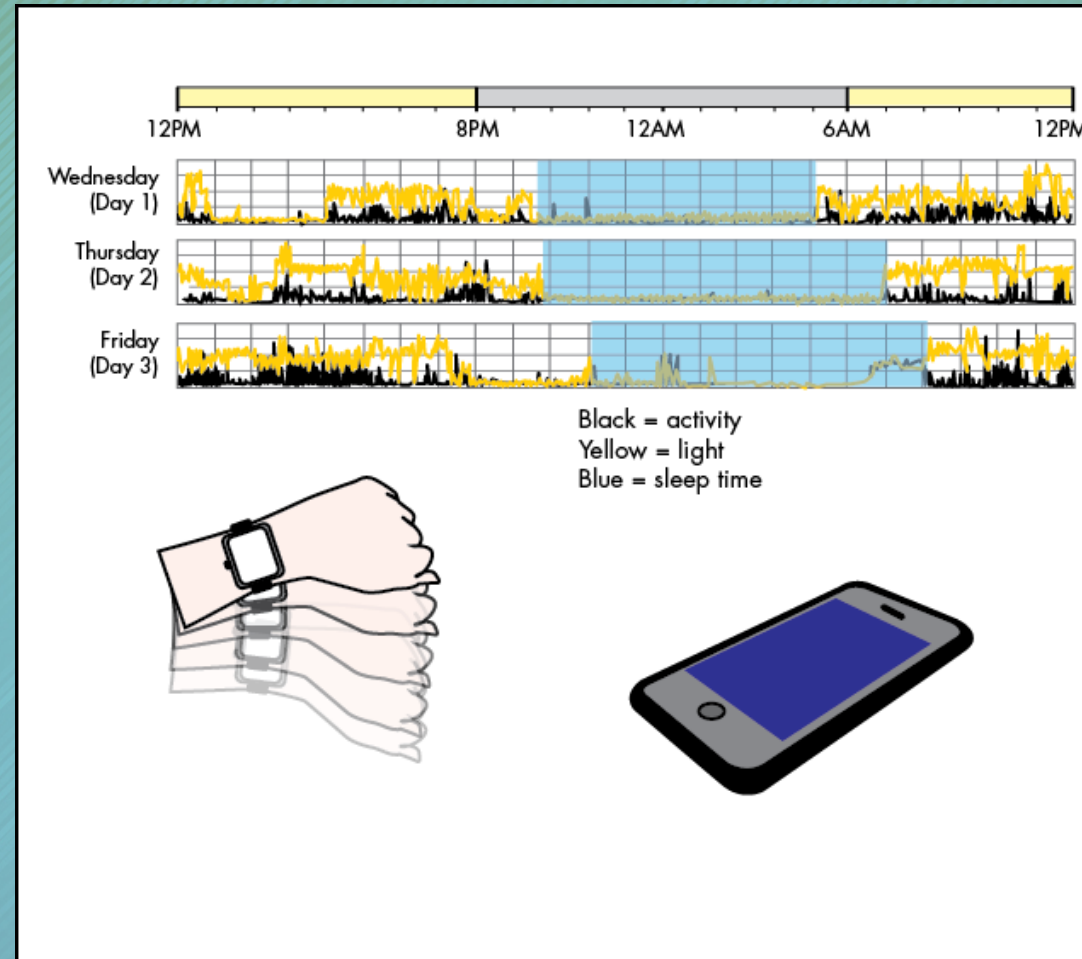 12PM 8PM 12AM 6AM 12PM
Wednesday
(Day 1)
Thursday
(Day 2)
Friday
(Day 3)
Black = activity
Yellow = light
Blue = sleep time